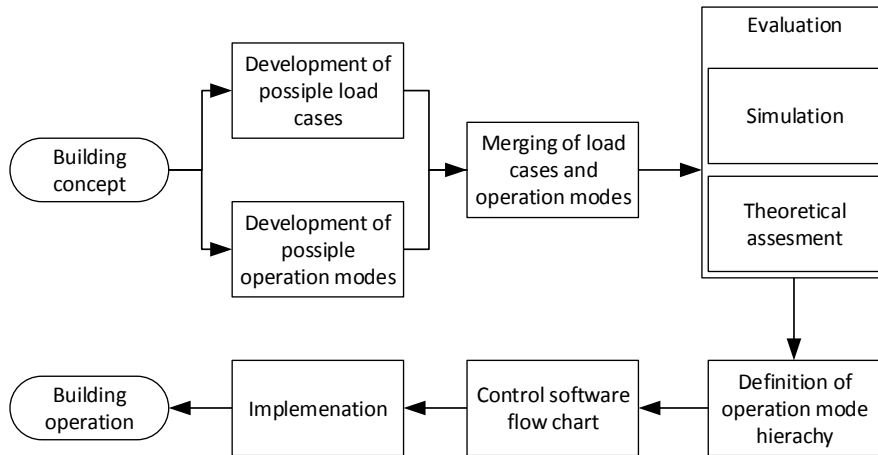 Building
concept
Development of
possiple load
cases
Development of
possiple
operation modes
Merging of load
cases and
operation modes
Evaluation
Simulation
Theoretical
assesment
Definition of
operation mode
hierachy
Control software
flow chart
Implemenation
Building
operation